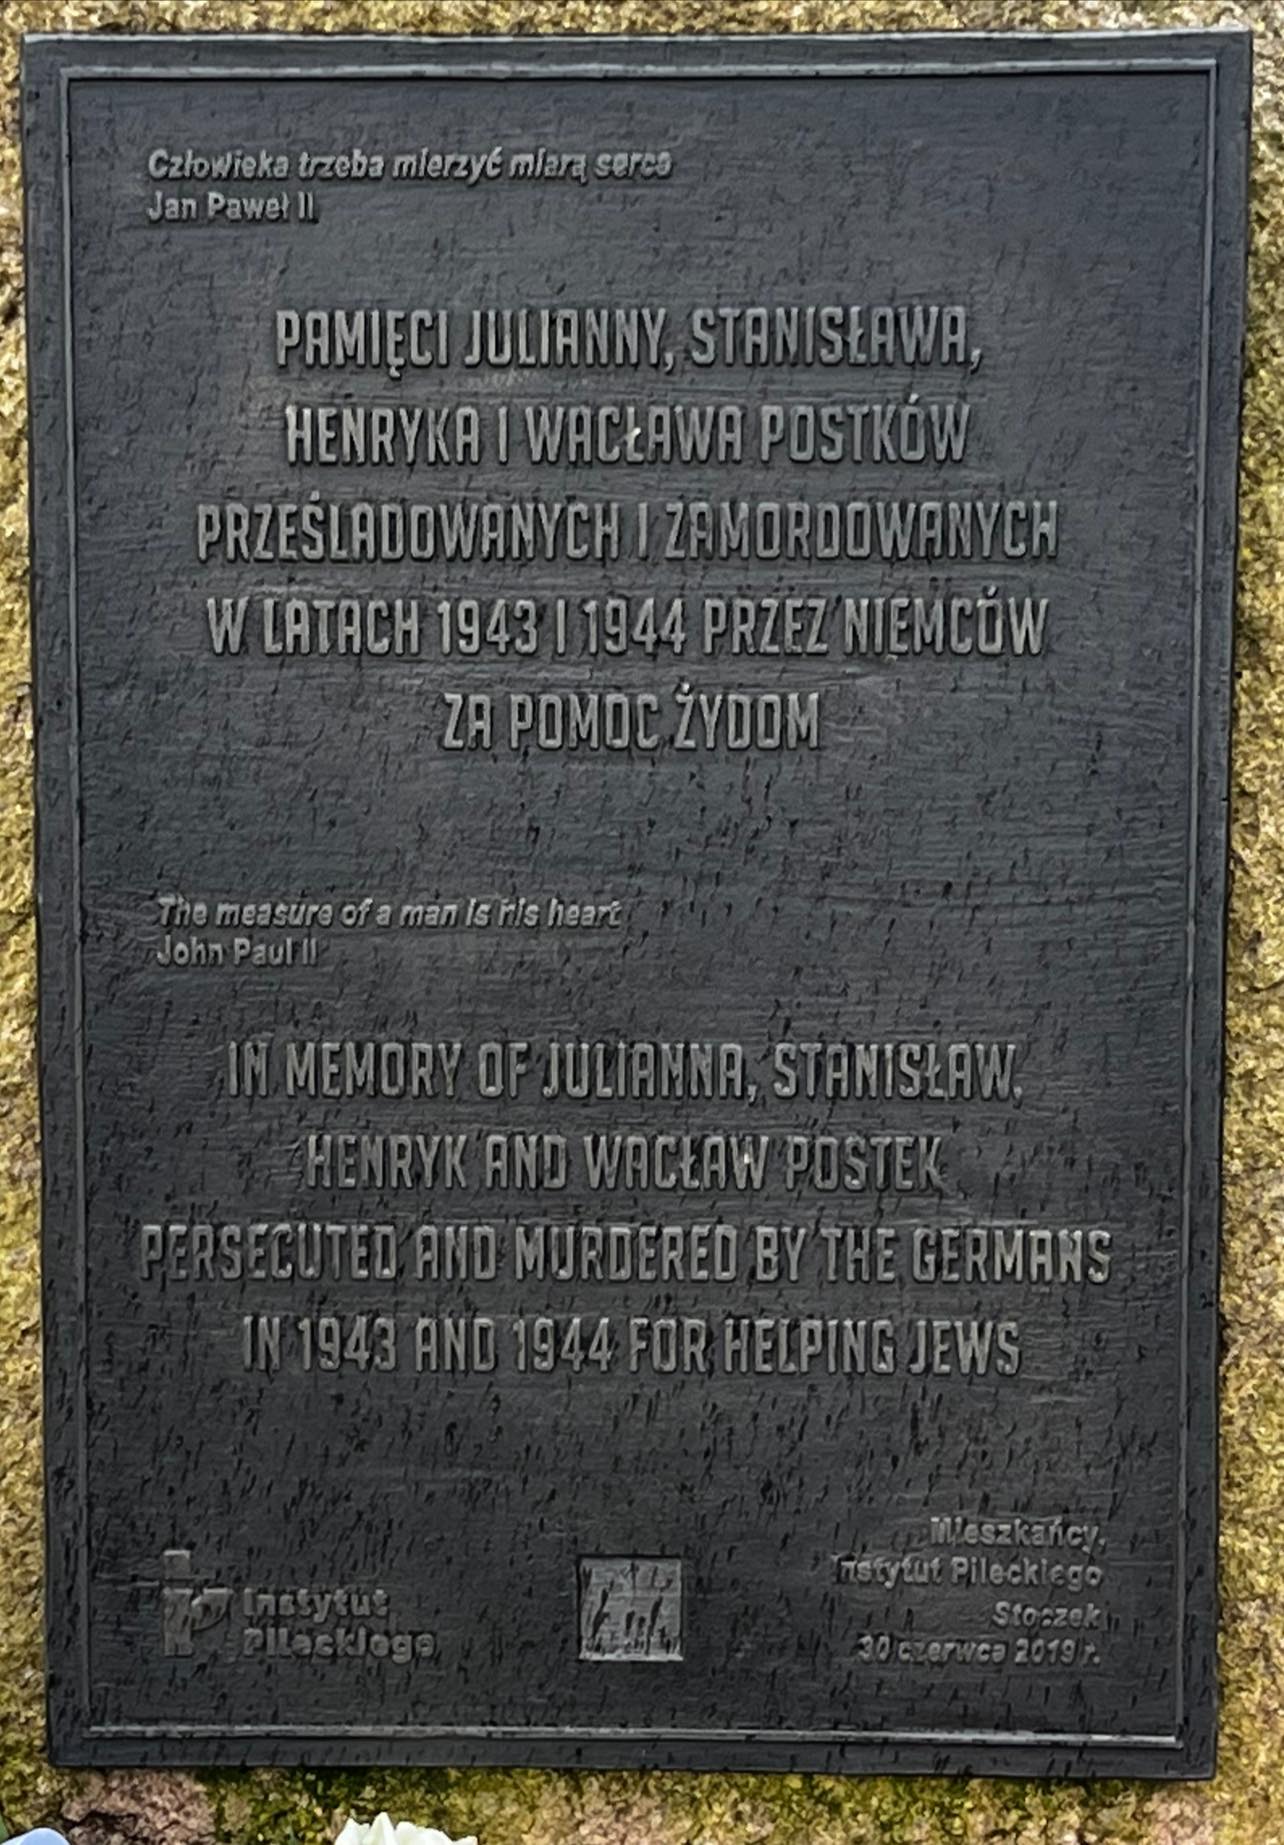 Człowieka trzeba mierzyć miarą serca
Jan Paweł II
PAMIĘCI JULIANNY, STANISŁAWA,
HENRYKA I WACŁAWA POSTKÓW
PRZEŚLADOWANYCH I ZAMORDOWANYCH
W LATACH 1943 I 1944 PRZEZ NIEMCÓW
ZA POMOC ŻYDOM
The measure of a man is his heart
John Paul II
IN MEMORY OF JULIANNA, STANISŁAW,
HENRYK AND WACŁAW POSTEK
PERSECUTED AND MURDERED BY THE GERMANS
IN 1943 AND 1944 FOR HELPING JEWS
Instytut
Pileckiego
Mieszkańcy,
Instytut Pileckiego
Stoczek
30 czerwca 2019 r.